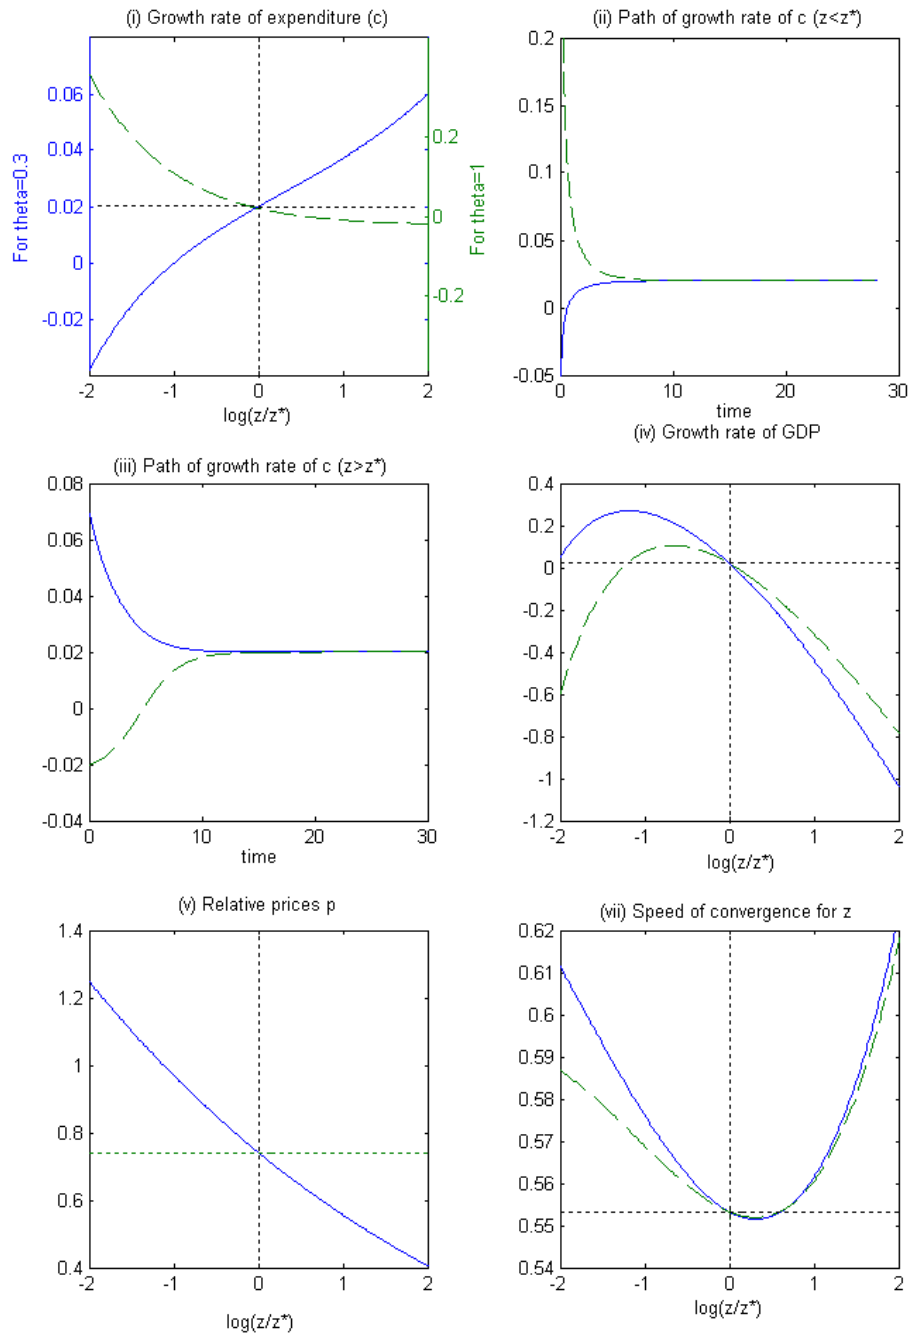 (i) Growth rate of expenditure (c)
For theta=0.3
0.06
0.04
0.02
0
-0.02
0.2
0
-0.2
For theta=1
-2 -1 0 1 2
log(z/z*)
(ii) Path of growth rate of c (z<z*)
0.2
0.15
0.1
0.05
0
-0.05
0 10 20 30
time
(iii) Path of growth rate of c (z>z*)
0.08
0.06
0.04
0.02
0
-0.02
-0.04
0 10 20 30
time
(iv) Growth rate of GDP
0.4
0.2
0
-0.2
-0.4
-0.6
-0.8
-1
-1.2
-2 -1 0 1 2
log(z/z*)
(v) Relative prices p
1.4
1.2
1
0.8
0.6
0.4
-2 -1 0 1 2
log(z/z*)
(vii) Speed of convergence for z
0.62
0.61
0.6
0.59
0.58
0.57
0.56
0.55
0.54
-2 -1 0 1 2
log(z/z*)